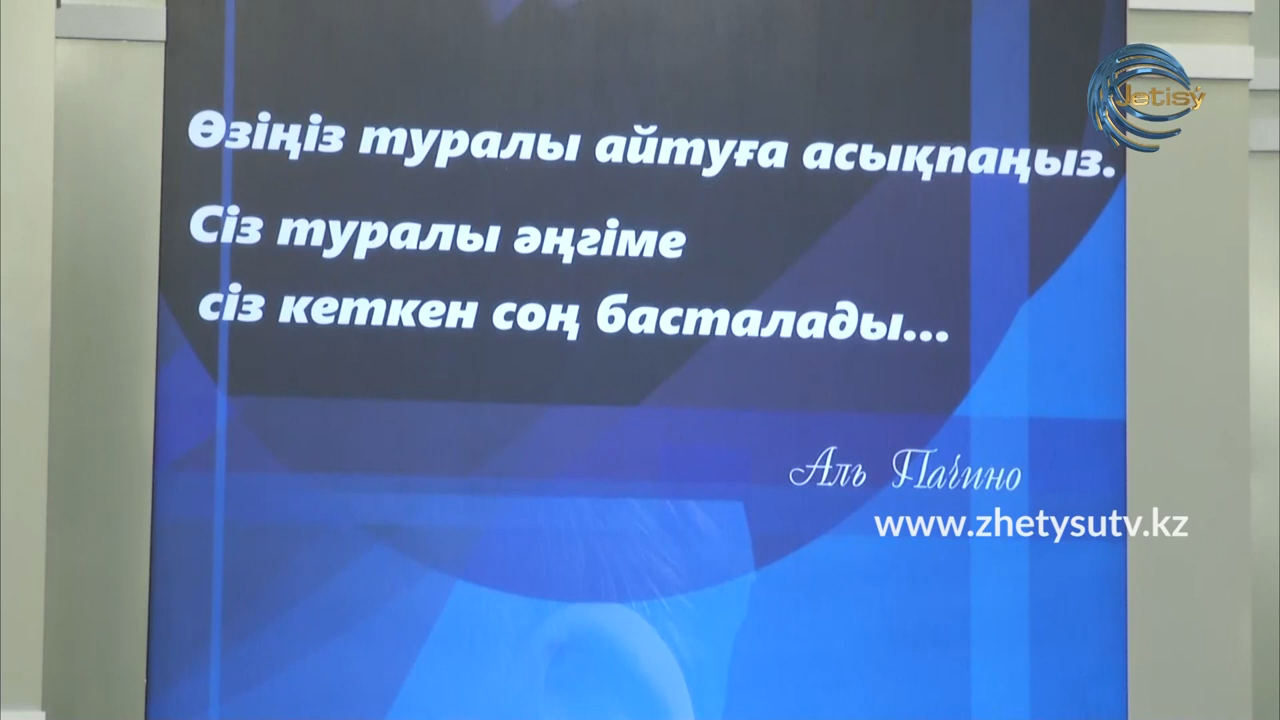 Jetisý
Өзіңіз туралы айтуға асықпаңыз.
Сіз туралы әңгіме
сіз кеткен соң басталады...
Аль Пачино
www.zhetysutv.kz